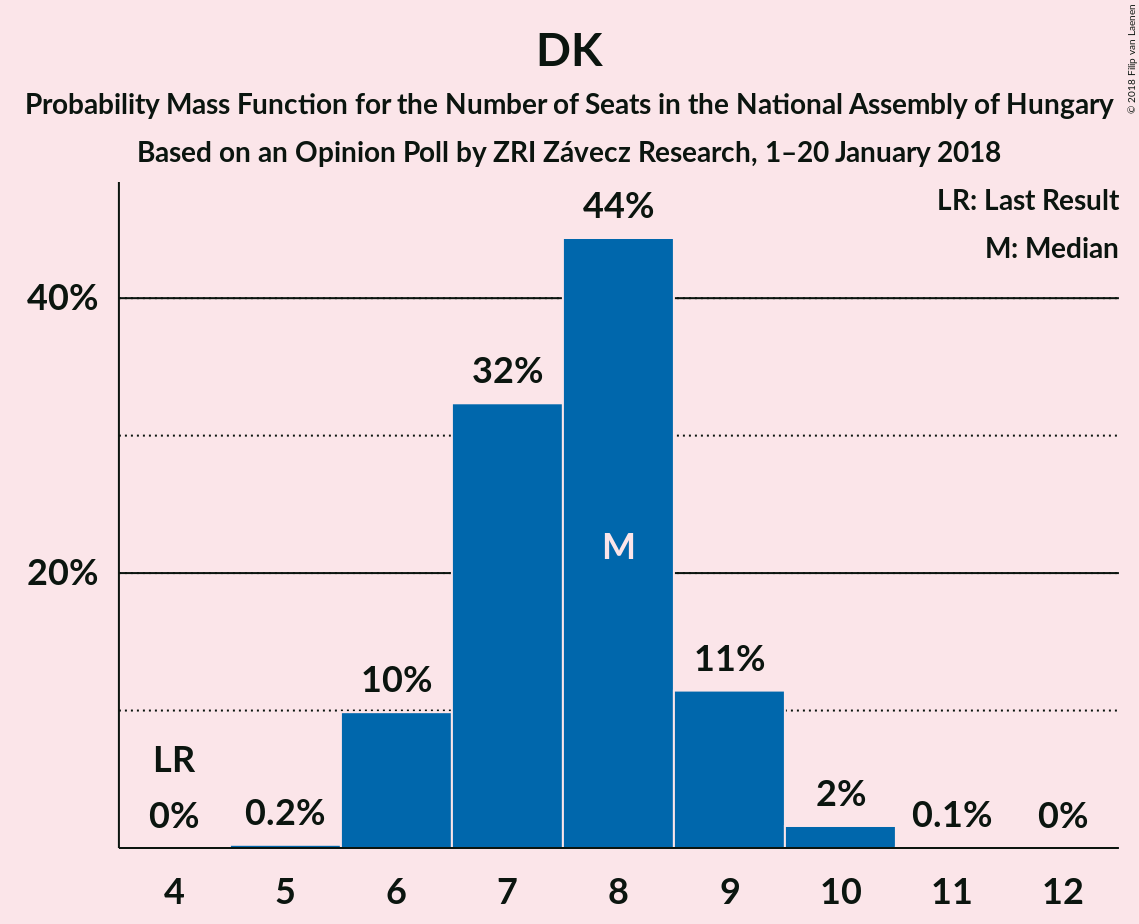 DK
Probability Mass Function for the Number of Seats in the National Assembly of Hungary
Based on an Opinion Poll by ZRI Závecz Research, 1–20 January 2018
© 2018 Filip van Laenen
LR: Last Result
M: Median
44%
40%
32%
M
20%
11%
10%
LR
2%
0%
0.2%
0.1%
0%
4 5 6 7 8 9 10 11 12